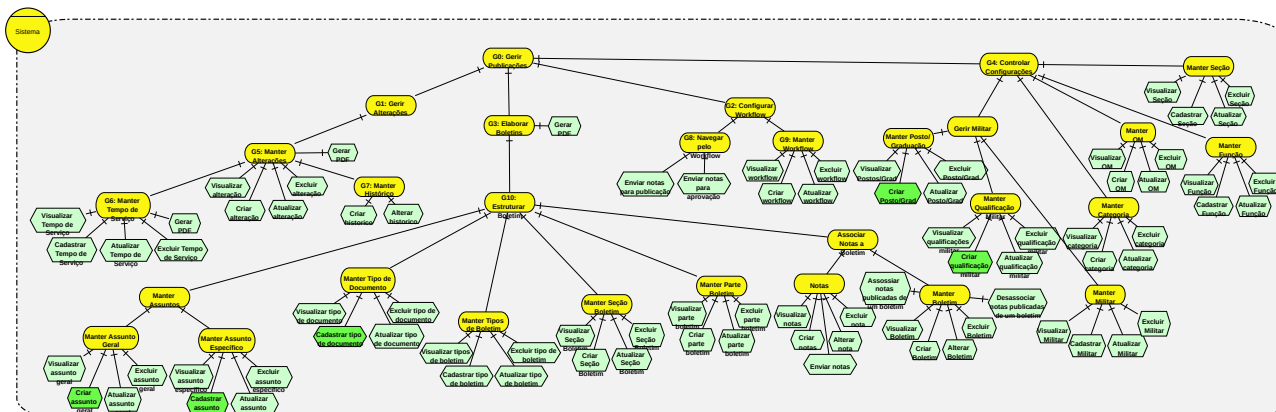 Sistema
G0: Gerir
Publicações
G4: Controlar
Configurações
Manter Seção
Visualizar
Seção
Excluir
Seção
Cadastrar
Seção
Atualizar
Seção
G1: Gerir
Alterações
G3: Elaborar
Boletins
Gerar
PDF
G2: Configurar
Workflow
G8: Navegar
pelo
Workflow
G9: Manter
Workflow
Enviar notas
para publicação
Enviar notas
para
aprovação
Visualizar
workflow
Excluir
workflow
Criar
workflow
Atualizar
workflow
Gerir Militar
Manter Posto/
Graduação
Visualizar
Postos/Grad
Excluir
Posto/Grad
Criar
Posto/Grad
Atualizar
Posto/Grad
Manter
OM
Visualizar
OM
Excluir
OM
Criar
OM
Atualizar
OM
Manter
Função
Visualizar
Função
Excluir
Função
Cadastrar
Função
Atualizar
Função
G5: Manter
Alterações
Gerar
PDF
Visualizar
alteração
Excluir
alteração
Criar
alteração
Atualizar
alteração
G7: Manter
Histórico
Criar
historico
Alterar
historico
G6: Manter
Tempo de
Serviço
Visualizar
Tempo de
Serviço
Gerar
PDF
Cadastrar
Tempo de
Serviço
Atualizar
Tempo de
Serviço
Excluir Tempo
de Serviço
G10:
Estruturar
Boletim
Manter
Qualificação
Militar
Visualizar
qualificações
militar
Excluir
qualificação
militar
Criar
qualificação
militar
Atualizar
qualificação
militar
Manter
Categoria
Visualizar
categoria
Excluir
categoria
Criar
categoria
Atualizar
categoria
Associar
Notas a
Boletim
Manter
Assuntos
Manter Assunto
Geral
Visualizar
assunto
geral
Excluir
assunto
geral
Criar
assunto
geral
Atualizar
assunto
Manter Assunto
Específico
Visualizar
assunto
especifico
Excluir
assunto
especifico
Cadastrar
assunto
Atualizar
assunto
Manter Tipo de
Documento
Visualizar tipo
de documento
Excluir tipo de
documento
Cadastrar tipo
de documento
Atualizar tipo
de documento
Manter Tipos
de Boletim
Visualizar tipos
de boletim
Excluir tipo de
boletim
Cadastrar tipo
de boletim
Atualizar tipo
de boletim
Manter Seção
Boletim
Visualizar
Seção
Boletim
Excluir
Seção
Boletim
Criar
Seção
Boletim
Atualizar
Seção
Boletim
Manter Parte
Boletim
Visualizar
parte
boletim
Excluir
parte
boletim
Criar
parte
boletim
Atualizar
parte
boletim
Notas
Visualizar
notas
Excluir
nota
Criar
notas
Alterar
nota
Enviar notas
Manter
Boletim
Assossiar
notas
publicadas de
um boletim
Desassociar
notas publicadas
de um boletim
Visualizar
Boletim
Excluir
Boletim
Criar
Boletim
Alterar
Boletim
Manter
Militar
Visualizar
Militar
Excluir
Militar
Cadastrar
Militar
Atualizar
Militar